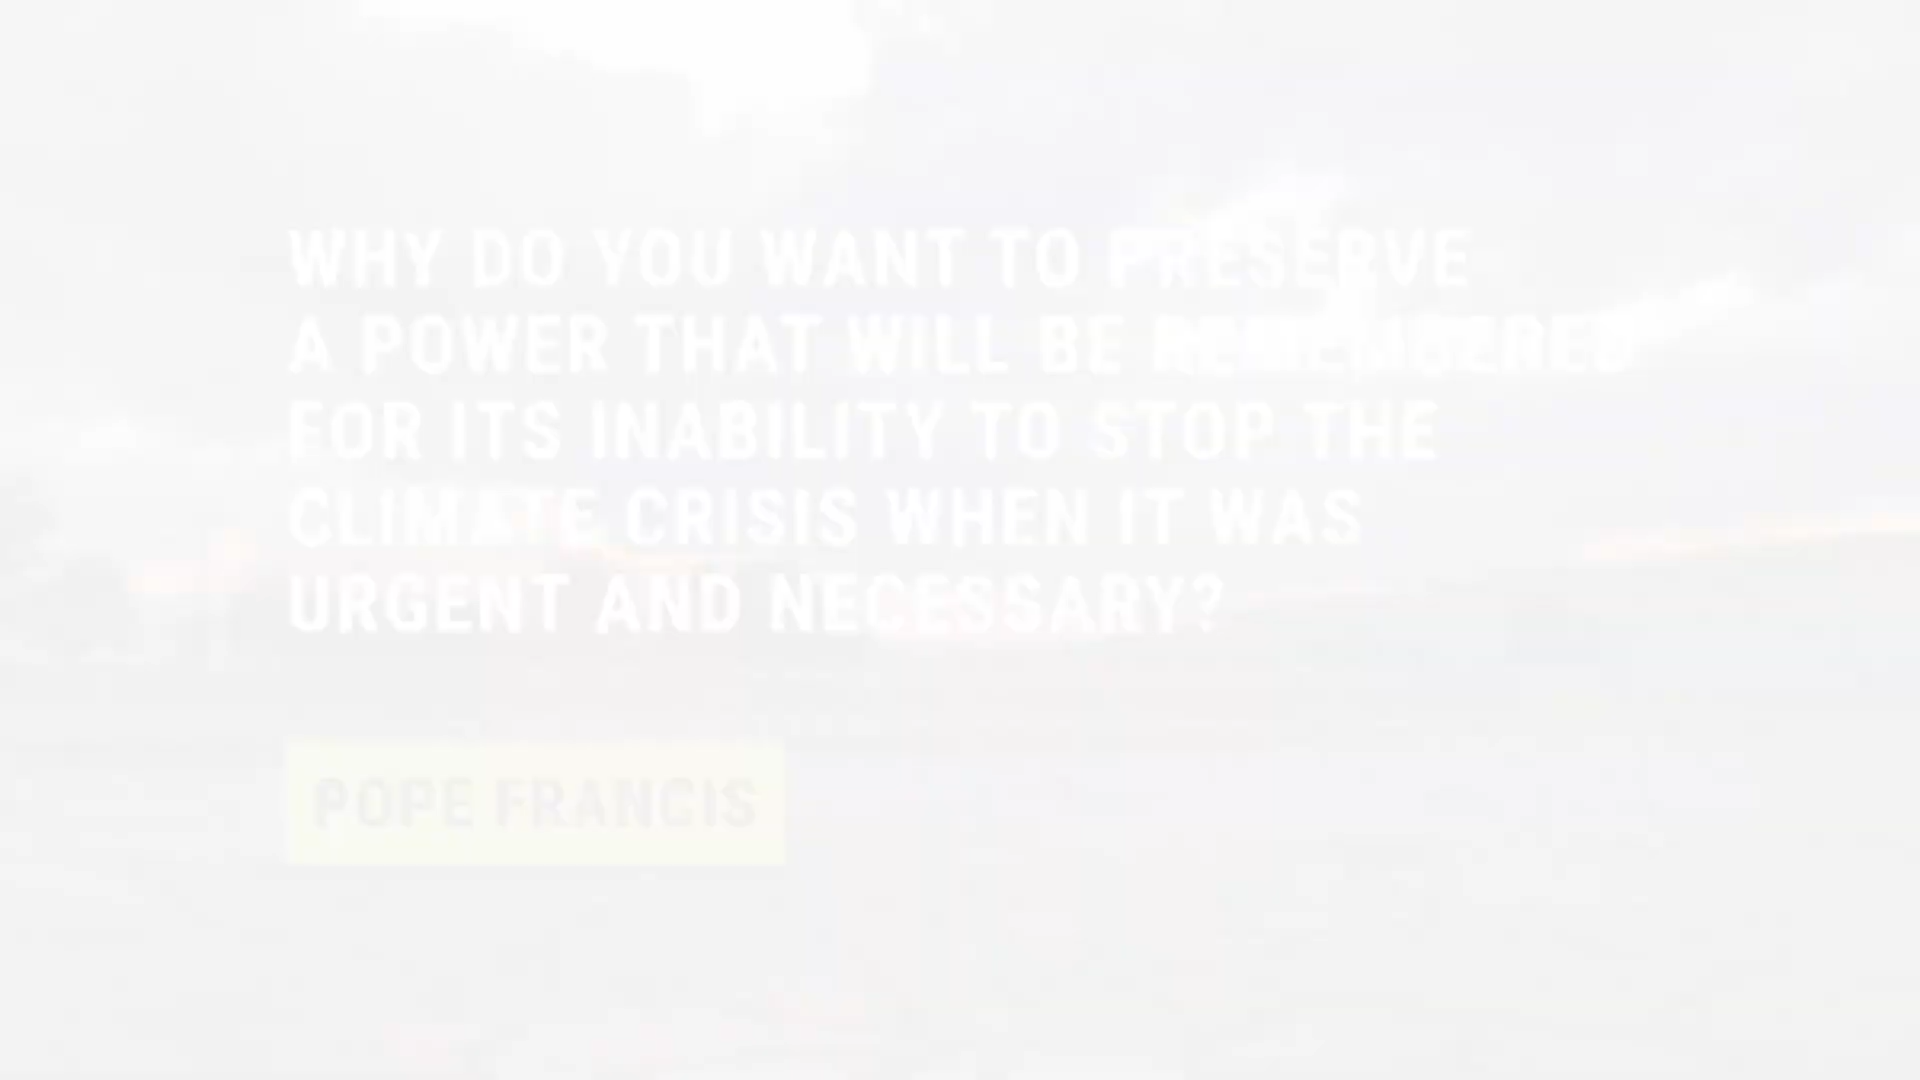 WHY DO YOU WANT TO PRESERVE
A POWER THAT WILL BE REMEMBERED
FOR ITS INABILITY TO STOP THE
CLIMATE CRISIS WHEN IT WAS
URGENT AND NECESSARY?
POPE FRANCIS